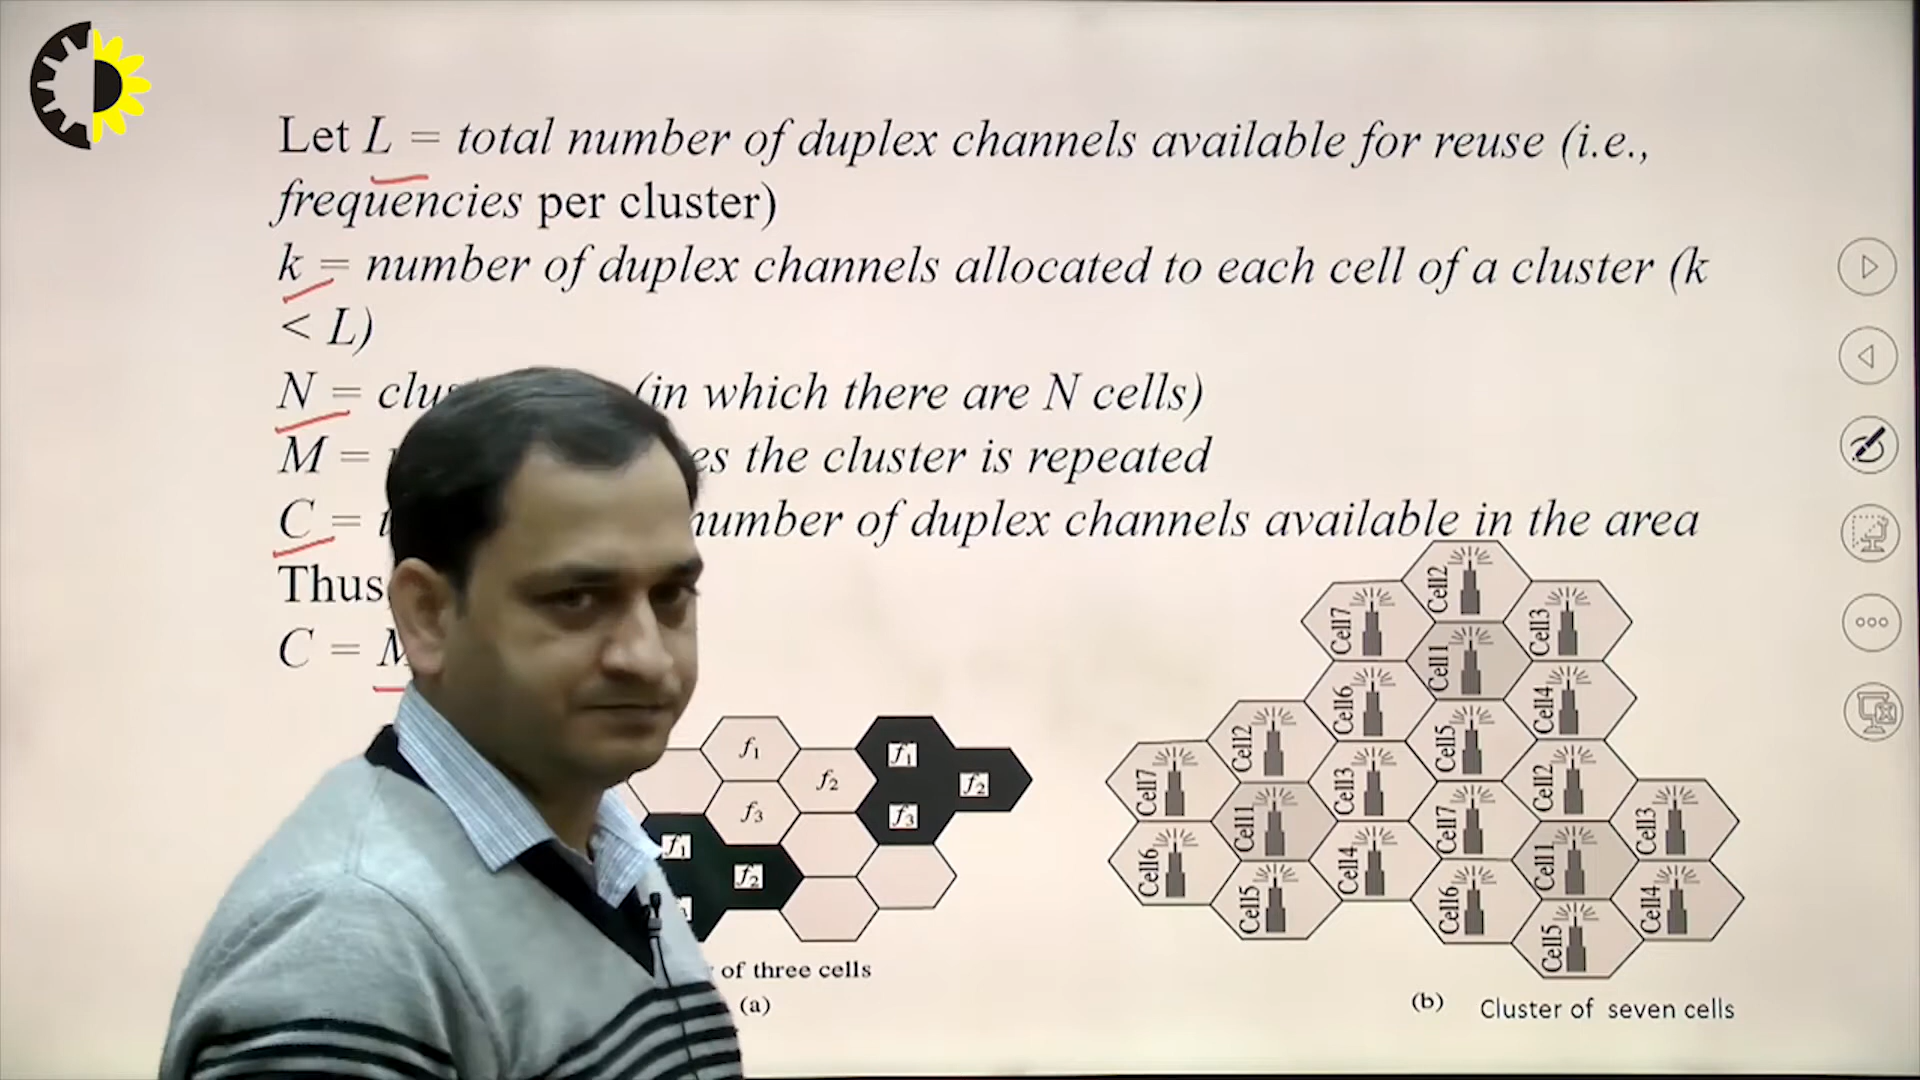 Let L = total number of duplex channels available for reuse (i.e.,
frequencies per cluster)
k = number of duplex channels allocated to each cell of a cluster (k
< L)
N = (in which there are N cells)
M = the cluster is repeated
C = number of duplex channels available in the area
Thus
C = M
f1
f2
f3
f1
f2
f3
f1
f2
of three cells
(a)
Cell2
Cell7
Cell3
Cell1
Cell6
Cell4
Cell2
Cell5
Cell7
Cell3
Cell2
Cell1
Cell7
Cell3
Cell6
Cell4
Cell1
Cell5
Cell6
Cell4
Cell5
(b) Cluster of seven cells